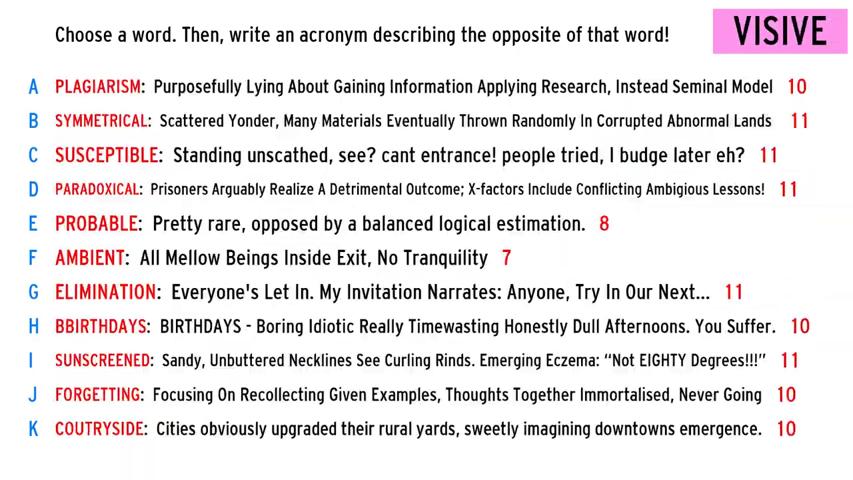 Choose a word. Then, write an acronym describing the opposite of that word!
VISIVE
A PLAGIARISM: Purposefully Lying About Gaining Information Applying Research, Instead Seminal Model 10
B SYMMETRICAL: Scattered Yonder, Many Materials Eventually Thrown Randomly In Corrupted Abnormal Lands 11
C SUSCEPTIBLE: Standing unscathed, see? cant entrance! people tried, I budge later eh? 11
D PARADOXICAL: Prisoners Arguably Realize A Detrimental Outcome; X-factors Include Conflicting Ambigious Lessons! 11
E PROBABLE: Pretty rare, opposed by a balanced logical estimation. 8
F AMBIENT: All Mellow Beings Inside Exit, No Tranquility 7
G ELIMINATION: Everyone's Let In. My Invitation Narrates: Anyone, Try In Our Next... 11
H BBIRTHDAYS: BIRTHDAYS - Boring Idiotic Really Timewasting Honestly Dull Afternoons. You Suffer. 10
I SUNSCREENED: Sandy, Unbuttered Necklines See Curling Rinds. Emerging Eczema: “Not EIGHTY Degrees!!!” 11
J FORGETTING: Focusing On Recollecting Given Examples, Thoughts Together Immortalised, Never Going 10
K COUTRYSIDE: Cities obviously upgraded their rural yards, sweetly imagining downtowns emergence. 10